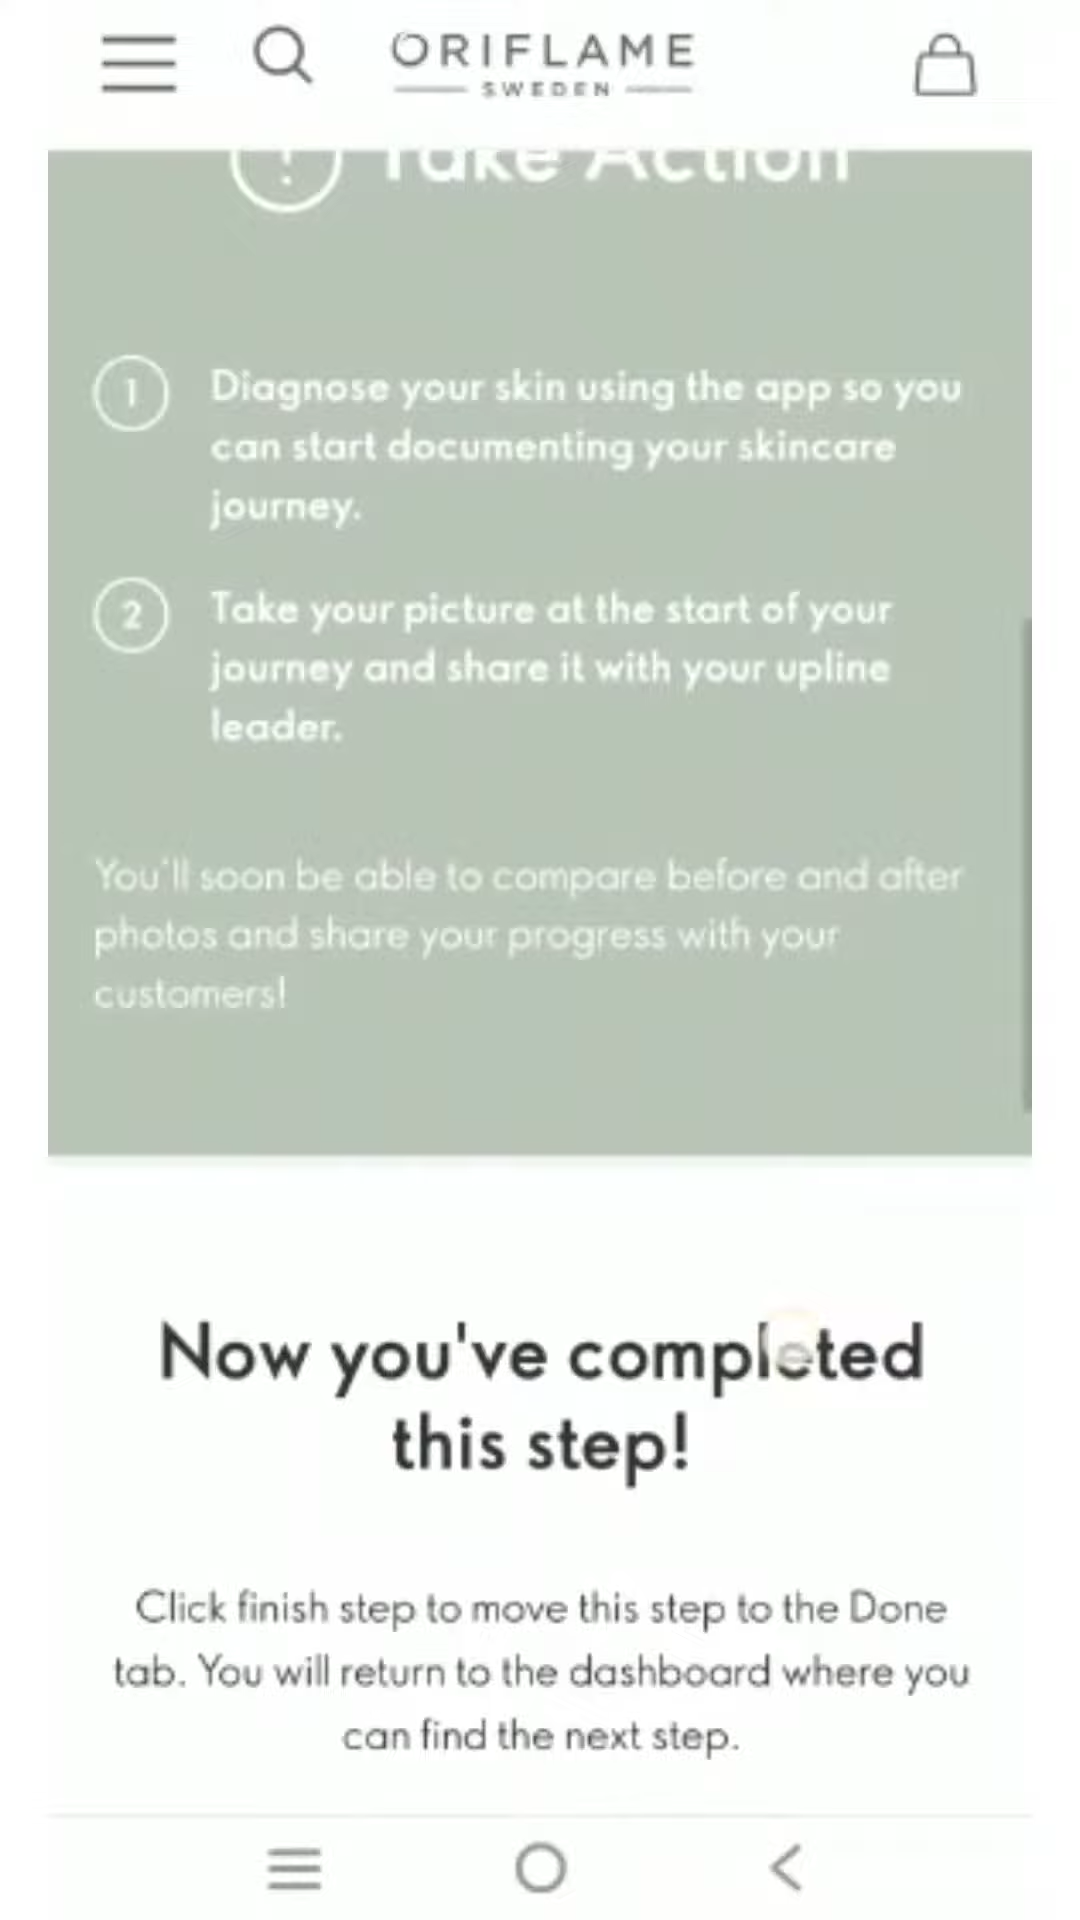 ORIFLAME
SWEDEN
Take Action
1
Diagnose your skin using the app so you
can start documenting your skincare
journey.
2
Take your picture at the start of your
journey and share it with your upline
leader.
You'll soon be able to compare before and after
photos and share your progress with your
customers!
Now you've completed
this step!
Click finish step to move this step to the Done
tab. You will return to the dashboard where you
can find the next step.